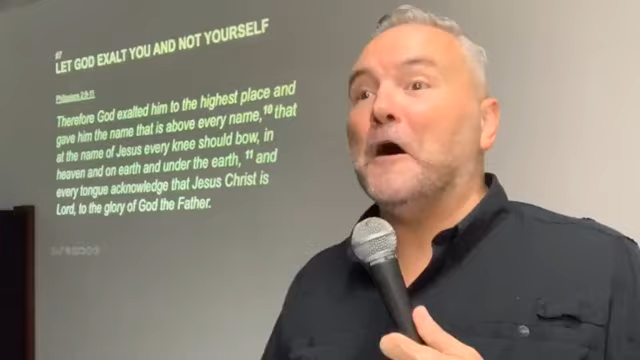 67
LET GOD EXALT YOU AND NOT YOURSELF
Philippians 2:9-11
Therefore God exalted him to the highest place and
gave him the name that is above every name, 10 that
at the name of Jesus every knee should bow, in
heaven and on earth and under the earth, 11 and
every tongue acknowledge that Jesus Christ is
Lord, to the glory of God the Father.